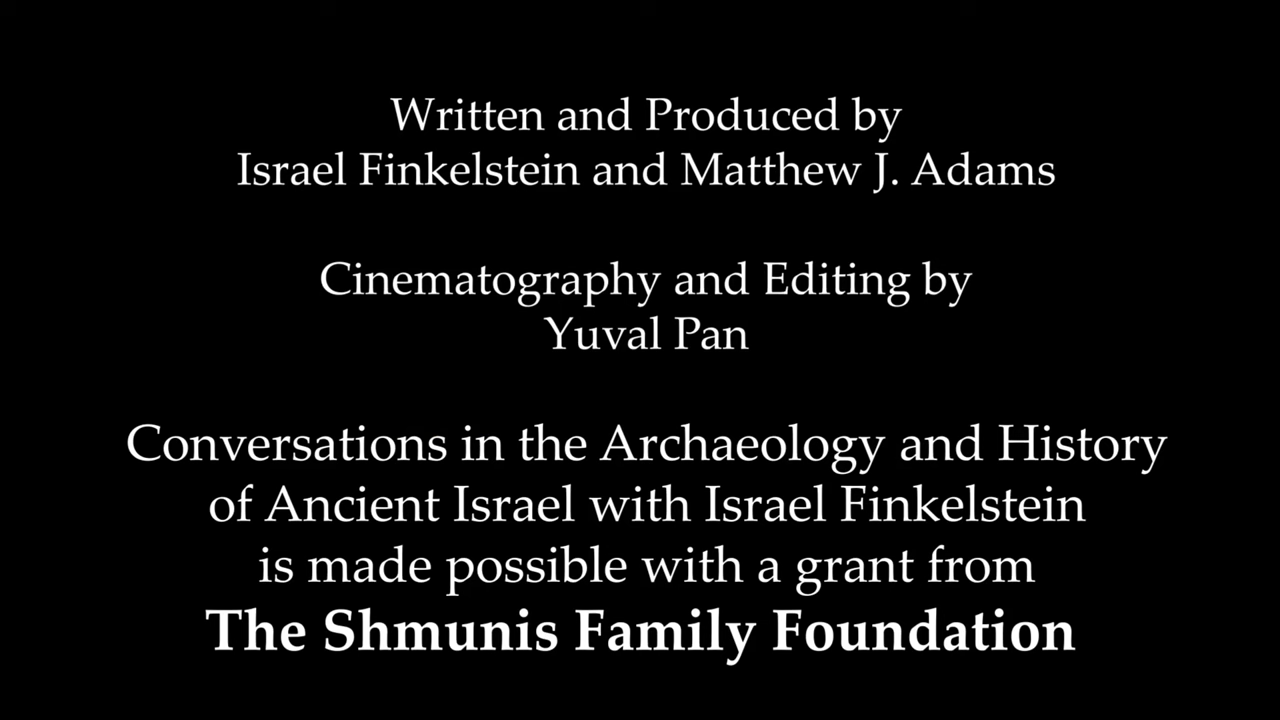 Written and Produced by
Israel Finkelstein and Matthew J. Adams
Cinematography and Editing by
Yuval Pan
Conversations in the Archaeology and History
of Ancient Israel with Israel Finkelstein
is made possible with a grant from
The Shmunis Family Foundation